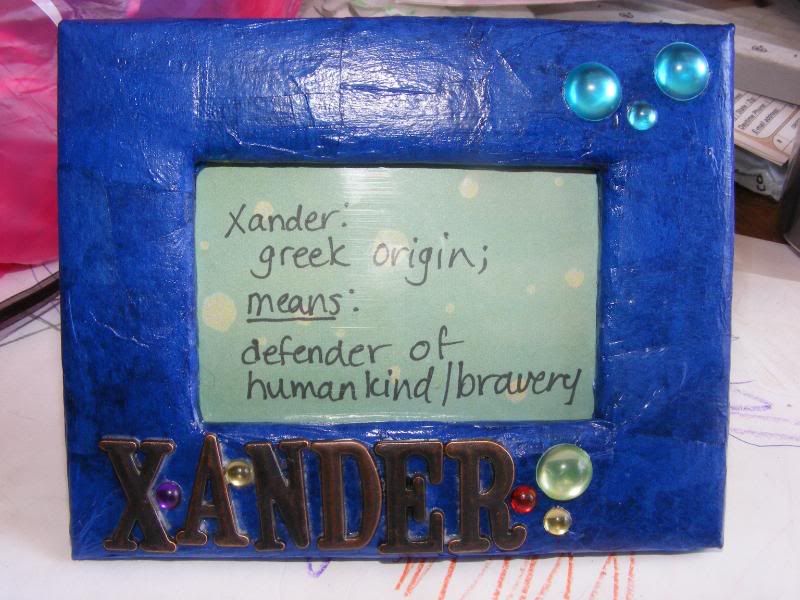 Xander:
greek origin;
means:
defender of
humankind/bravery
XANDER